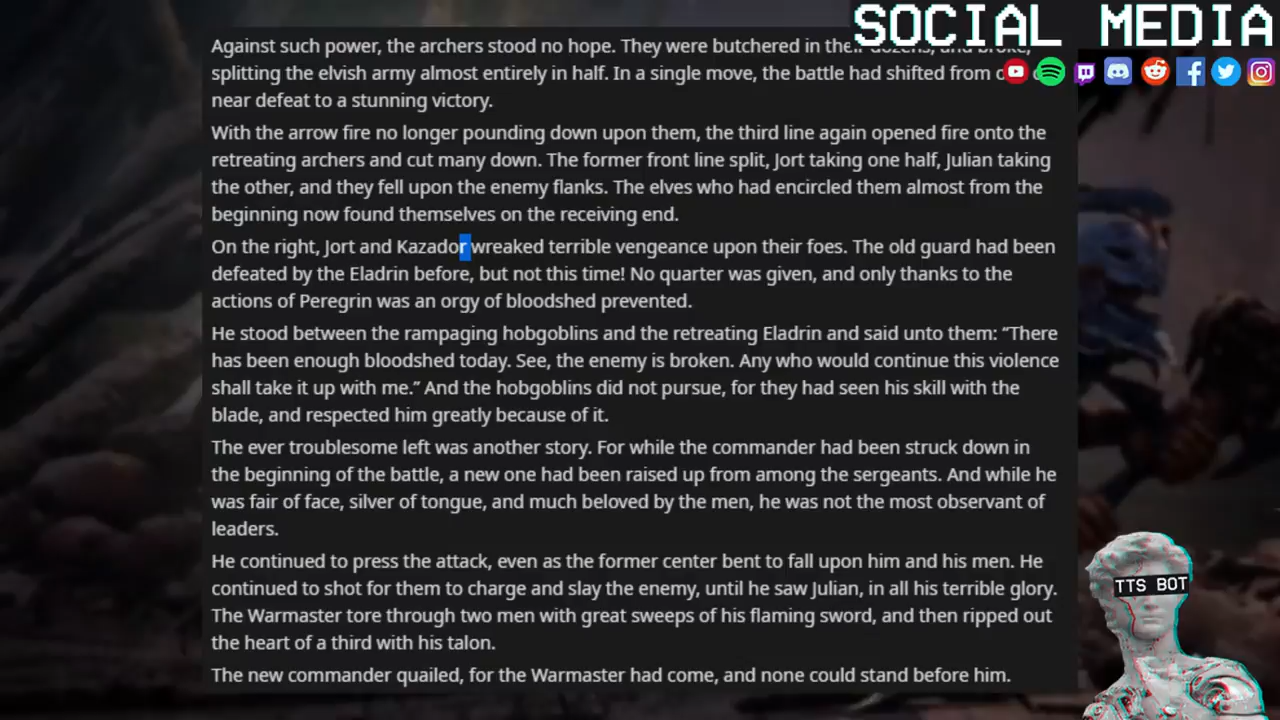 SOCIAL MEDIA
Against such power, the archers stood no hope. They were butchered in their dozens, and broke,
splitting the elvish army almost entirely in half. In a single move, the battle had shifted from
near defeat to a stunning victory.
With the arrow fire no longer pounding down upon them, the third line again opened fire onto the
retreating archers and cut many down. The former front line split, Jort taking one half, Julian taking
the other, and they fell upon the enemy flanks. The elves who had encircled them almost from the
beginning now found themselves on the receiving end.
On the right, Jort and Kazador wreaked terrible vengeance upon their foes. The old guard had been
defeated by the Eladrin before, but not this time! No quarter was given, and only thanks to the
actions of Peregrin was an orgy of bloodshed prevented.
He stood between the rampaging hobgoblins and the retreating Eladrin and said unto them: “There
has been enough bloodshed today. See, the enemy is broken. Any who would continue this violence
shall take it up with me.” And the hobgoblins did not pursue, for they had seen his skill with the
blade, and respected him greatly because of it.
The ever troublesome left was another story. For while the commander had been struck down in
the beginning of the battle, a new one had been raised up from among the sergeants. And while he
was fair of face, silver of tongue, and much beloved by the men, he was not the most observant of
leaders.
He continued to press the attack, even as the former center bent to fall upon him and his men. He
continued to shot for them to charge and slay the enemy, until he saw Julian, in all his terrible glory.
The Warmaster tore through two men with great sweeps of his flaming sword, and then ripped out
the heart of a third with his talon.
The new commander quailed, for the Warmaster had come, and none could stand before him.
TTS BOT